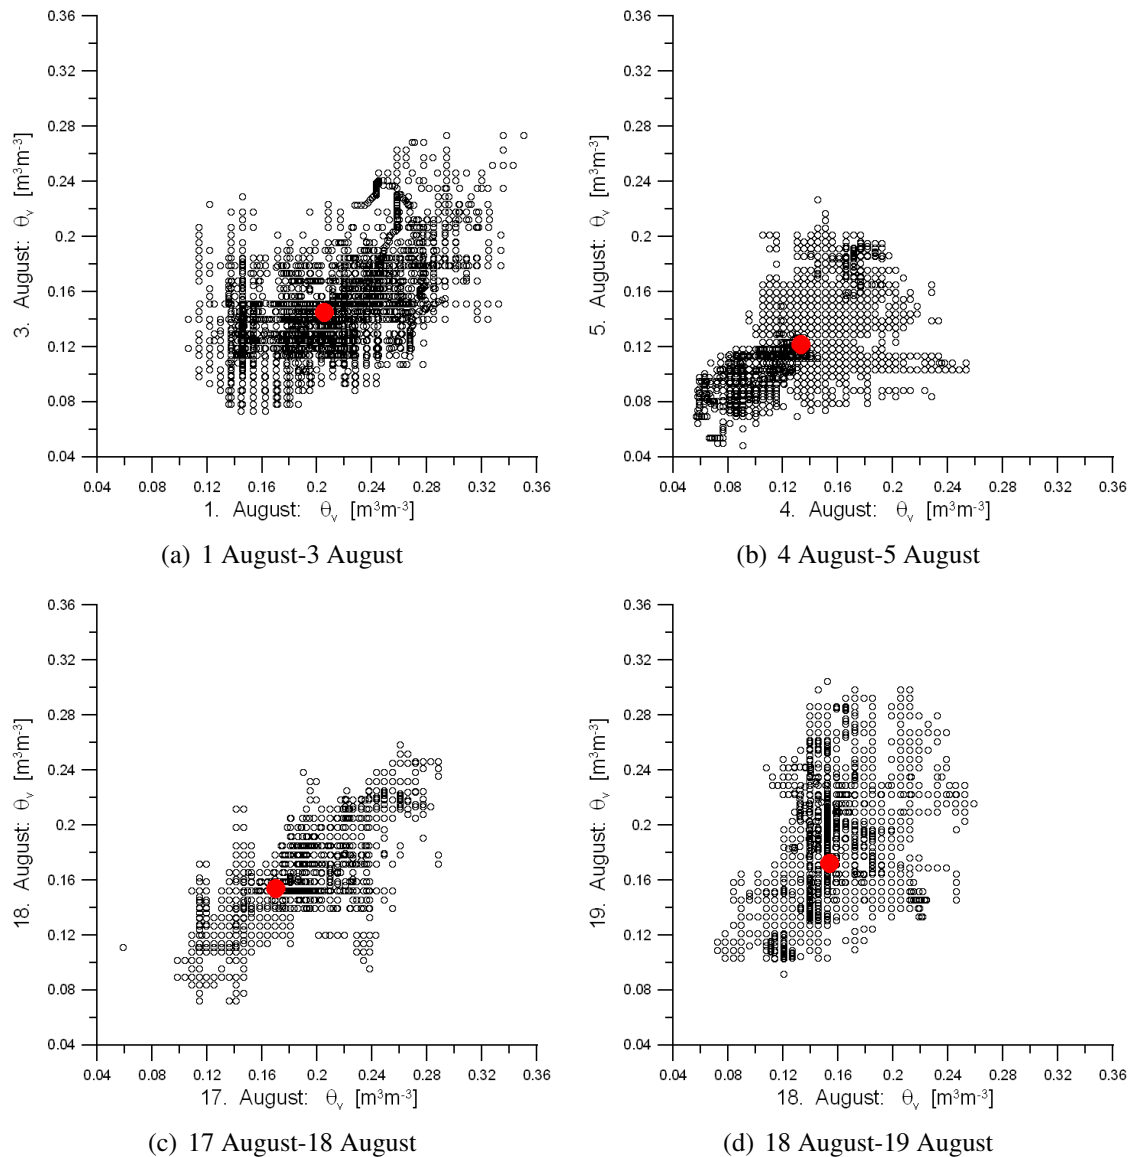 0.36
0.32
0.28
0.24
0.2
0.16
0.12
0.08
0.04
3. August: θv [m³m⁻³]
0.04 0.08 0.12 0.16 0.2 0.24 0.28 0.32 0.36
1. August: θv [m³m⁻³]
(a) 1 August-3 August
0.36
0.32
0.28
0.24
0.2
0.16
0.12
0.08
0.04
5. August: θv [m³m⁻³]
0.04 0.08 0.12 0.16 0.2 0.24 0.28 0.32 0.36
4. August: θv [m³m⁻³]
(b) 4 August-5 August
0.36
0.32
0.28
0.24
0.2
0.16
0.12
0.08
0.04
18. August: θv [m³m⁻³]
0.04 0.08 0.12 0.16 0.2 0.24 0.28 0.32 0.36
17. August: θv [m³m⁻³]
(c) 17 August-18 August
0.36
0.32
0.28
0.24
0.2
0.16
0.12
0.08
0.04
19. August: θv [m³m⁻³]
0.04 0.08 0.12 0.16 0.2 0.24 0.28 0.32 0.36
18. August: θv [m³m⁻³]
(d) 18 August-19 August